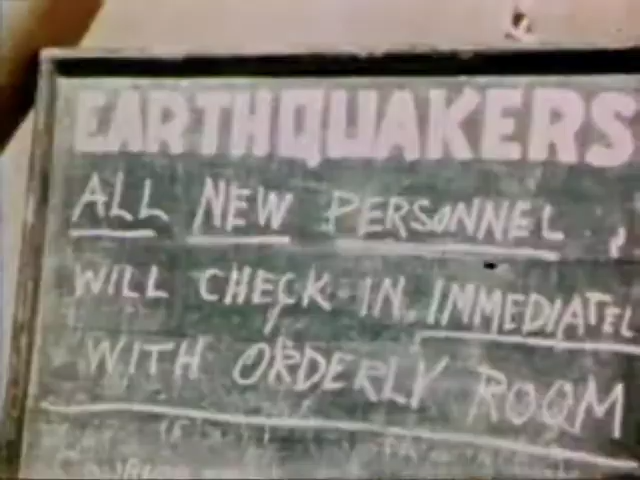 EARTHQUAKERS
ALL NEW PERSONNEL
WILL CHECK IN IMMEDIATEL
WITH ORDERLY ROOM